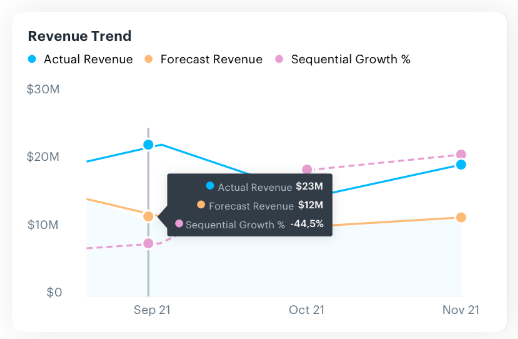 Revenue Trend
Actual Revenue Forecast Revenue Sequential Growth %
$30M
$20M
Actual Revenue $23M
Forecast Revenue $12M
Sequential Growth % -44,5%
$10M
$0
Sep 21 Oct 21 Nov 21